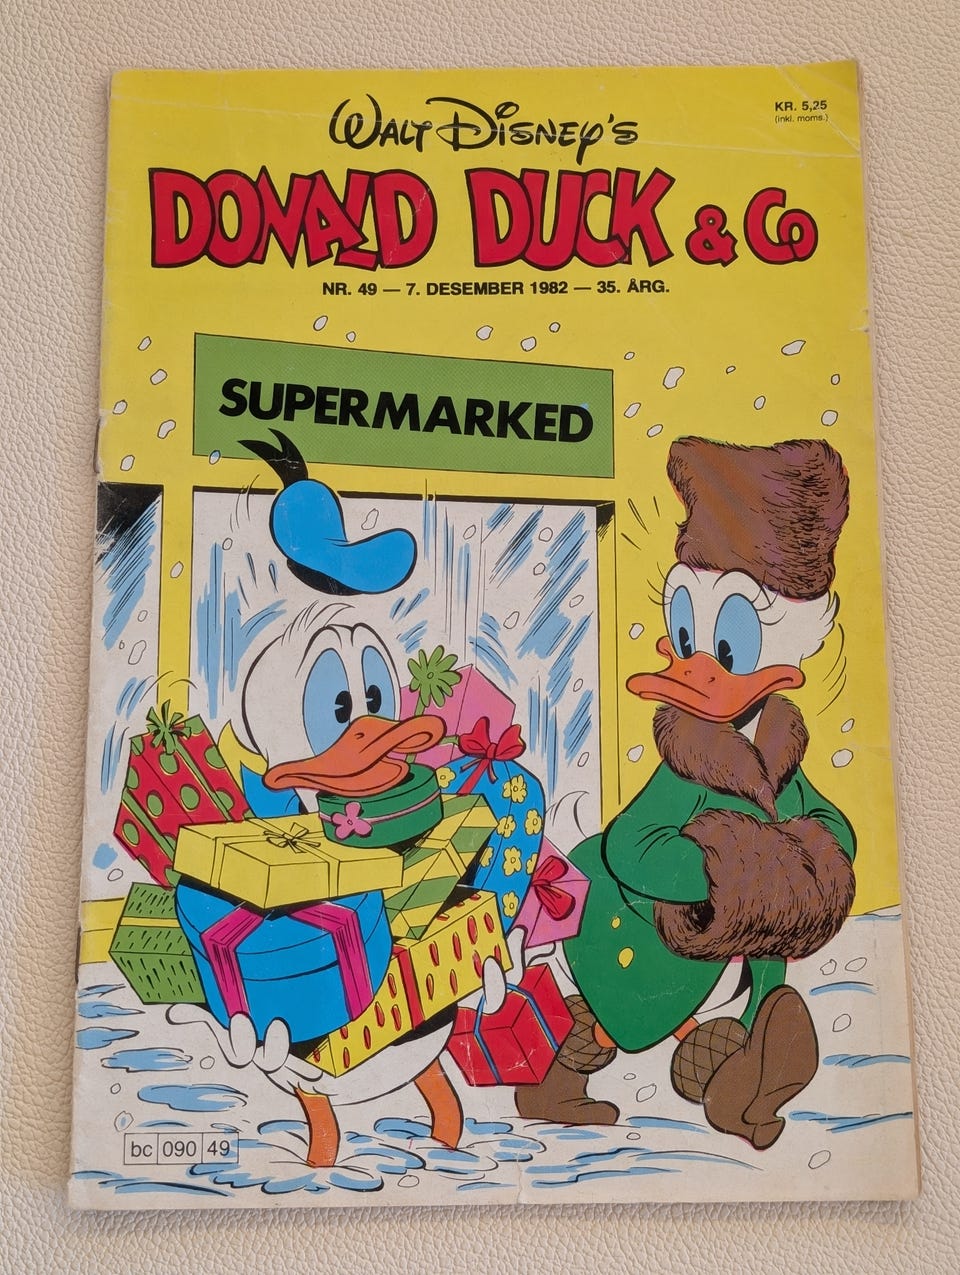 WALT DISNEY'S
KR. 5,25
(inkl. moms.)
DONALD DUCK & CO
NR. 49 — 7. DESEMBER 1982 — 35. ÅRG.
SUPERMARKED
bc 090 49